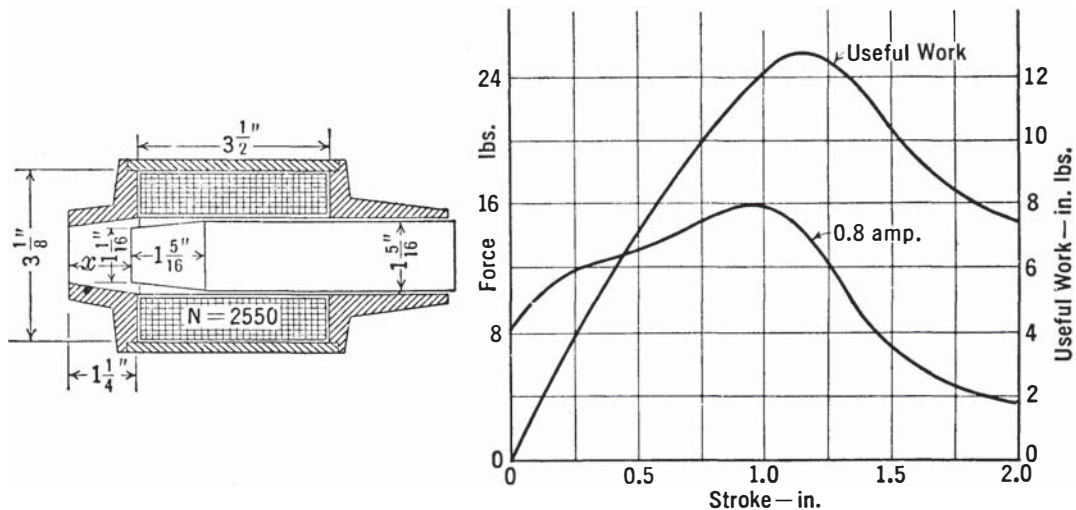 3 1/2"
3 1/8"
x
1 1/16"
1 5/16"
1 5/16"
N = 2550
1 1/4"
Force
lbs.
24
16
8
0
Useful Work
0.8 amp.
0
0.5
1.0
1.5
2.0
Stroke — in.
12
10
8
6
4
2
0
Useful Work — in. lbs.